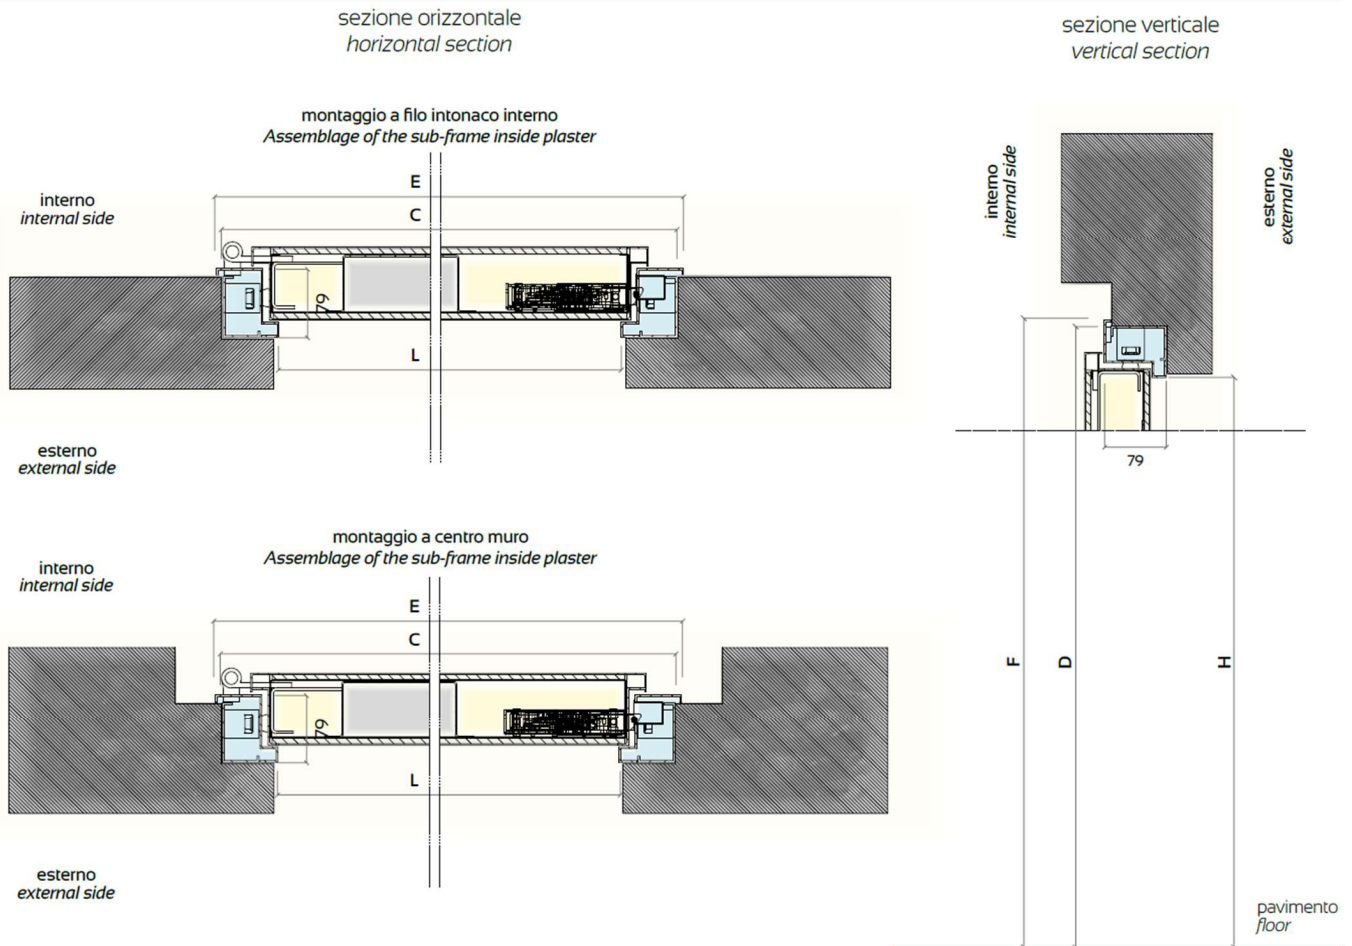 sezione orizzontale
horizontal section
montaggio a filo intonaco interno
Assemblage of the sub-frame inside plaster
interno
internal side
E
C
79
L
esterno
external side
montaggio a centro muro
Assemblage of the sub-frame inside plaster
interno
internal side
E
C
79
L
esterno
external side
sezione verticale
vertical section
interno
internal side
esterno
external side
79
F
D
H
pavimento
floor